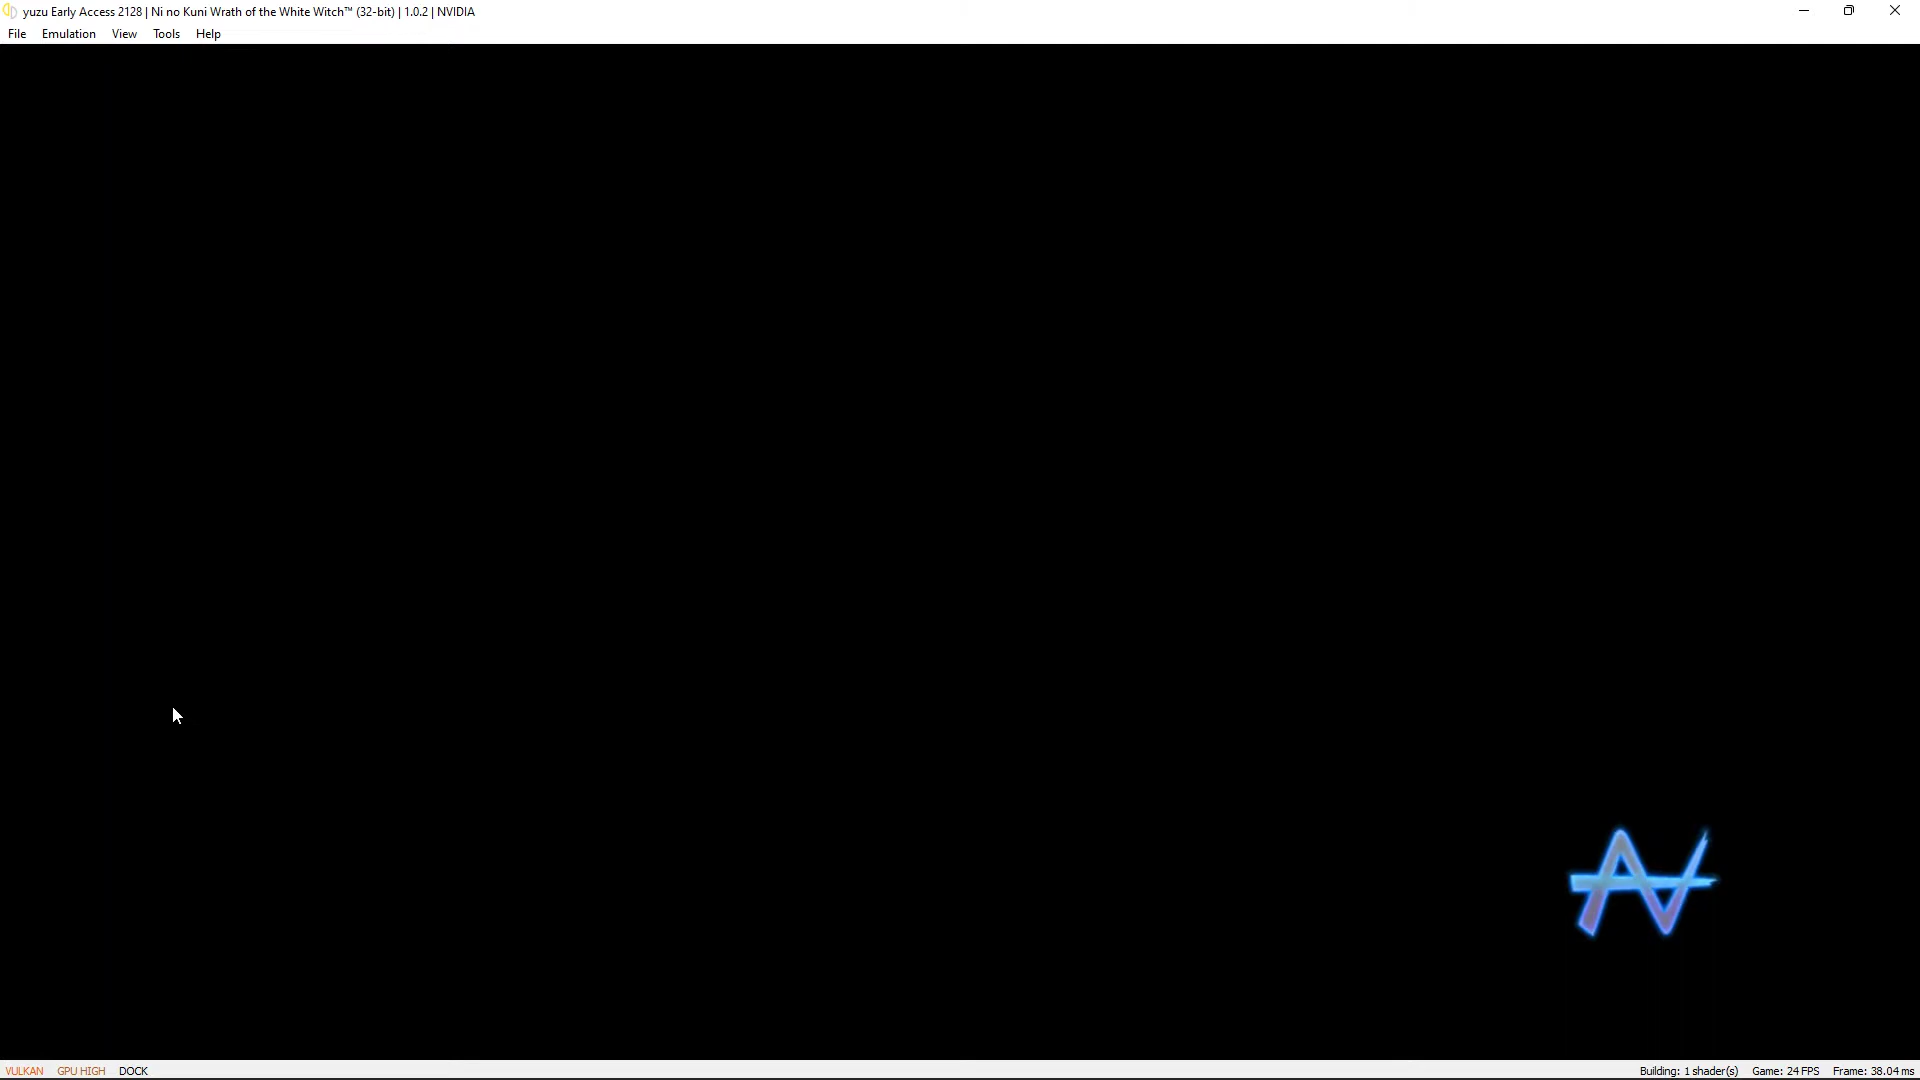 yuzu Early Access 2128 | Ni no Kuni Wrath of the White Witch™ (32-bit) | 1.0.2 | NVIDIA
File Emulation View Tools Help
VULKAN GPU HIGH DOCK Building: 1 shader(s) Game: 24 FPS Frame: 38.04 ms